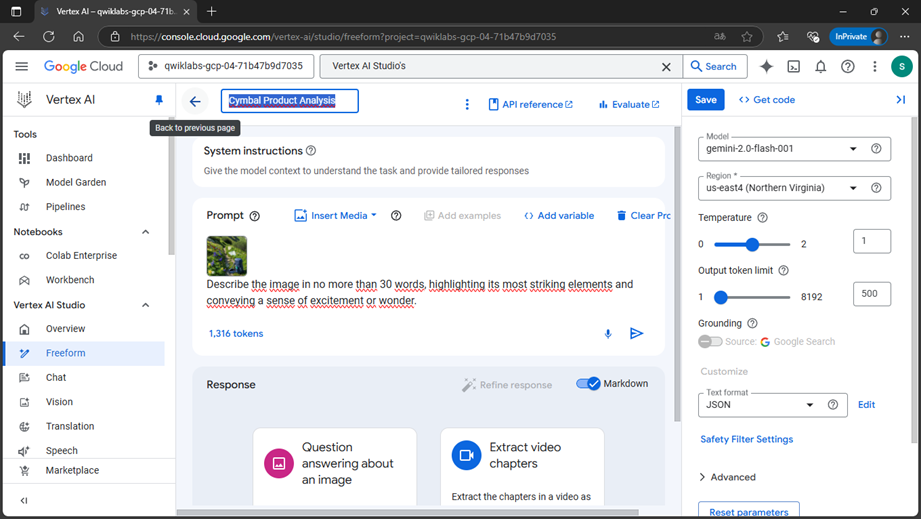 Vertex AI – qwiklabs-gcp-04-71b...
https://console.cloud.google.com/vertex-ai/studio/freeform?project=qwiklabs-gcp-04-71b47b9d7035
InPrivate
Google Cloud
qwiklabs-gcp-04-71b47b9d7035
Vertex AI Studio's
Search
S
Vertex AI
Cymbal Product Analysis
API reference
Evaluate
Save
Get code
Back to previous page
Tools
Dashboard
Model Garden
Pipelines
Notebooks
Colab Enterprise
Workbench
Vertex AI Studio
Overview
Freeform
Chat
Vision
Translation
Speech
Marketplace
System instructions
Give the model context to understand the task and provide tailored responses
Prompt
Insert Media
Add examples
Add variable
Clear Pro
Describe the image in no more than 30 words, highlighting its most striking elements and
conveying a sense of excitement or wonder.
1,316 tokens
Response
Refine response
Markdown
Question
answering about
an image
Extract video
chapters
Extract the chapters in a video as
Model
gemini-2.0-flash-001
Region *
us-east4 (Northern Virginia)
Temperature
0
2
1
Output token limit
1
8192
500
Grounding
Source: Google Search
Customize
Text format
JSON
Edit
Safety Filter Settings
Advanced
Reset parameters